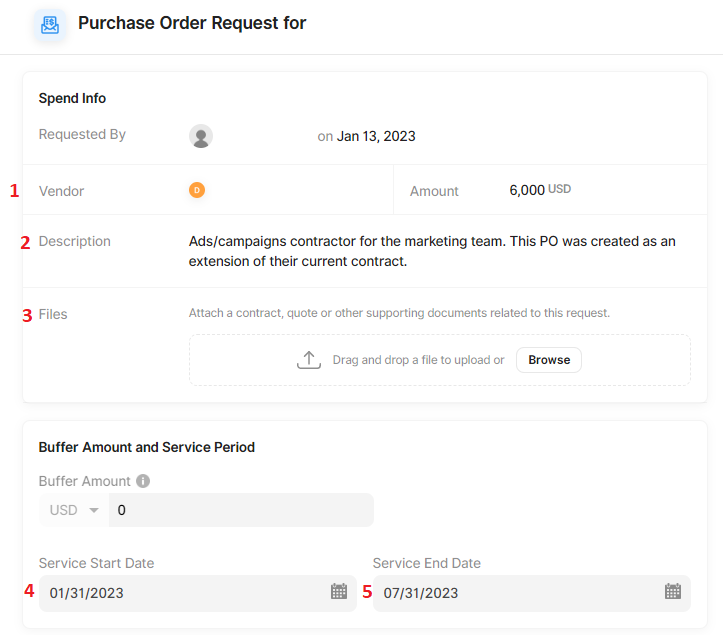 Purchase Order Request for
Spend Info
Requested By on Jan 13, 2023
1 Vendor D Amount 6,000 USD
2 Description Ads/campaigns contractor for the marketing team. This PO was created as an
extension of their current contract.
3 Files Attach a contract, quote or other supporting documents related to this request.
Drag and drop a file to upload or Browse
Buffer Amount and Service Period
Buffer Amount i
USD 0
Service Start Date Service End Date
4 01/31/2023 5 07/31/2023